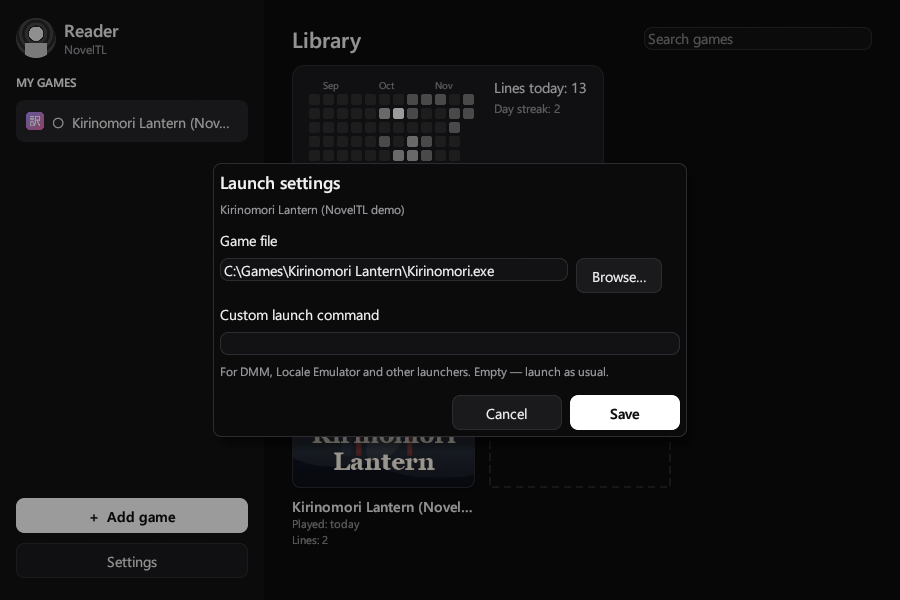 Reader
NovelTL
MY GAMES
Kirinomori Lantern (Nov...
+ Add game
Settings
Library
Search games
Sep Oct Nov
Lines today: 13
Day streak: 2
Launch settings
Kirinomori Lantern (NovelTL demo)
Game file
C:\Games\Kirinomori Lantern\Kirinomori.exe
Browse...
Custom launch command
For DMM, Locale Emulator and other launchers. Empty — launch as usual.
Cancel
Save
Kirinomori
Lantern
Kirinomori Lantern (Novel...
Played: today
Lines: 2